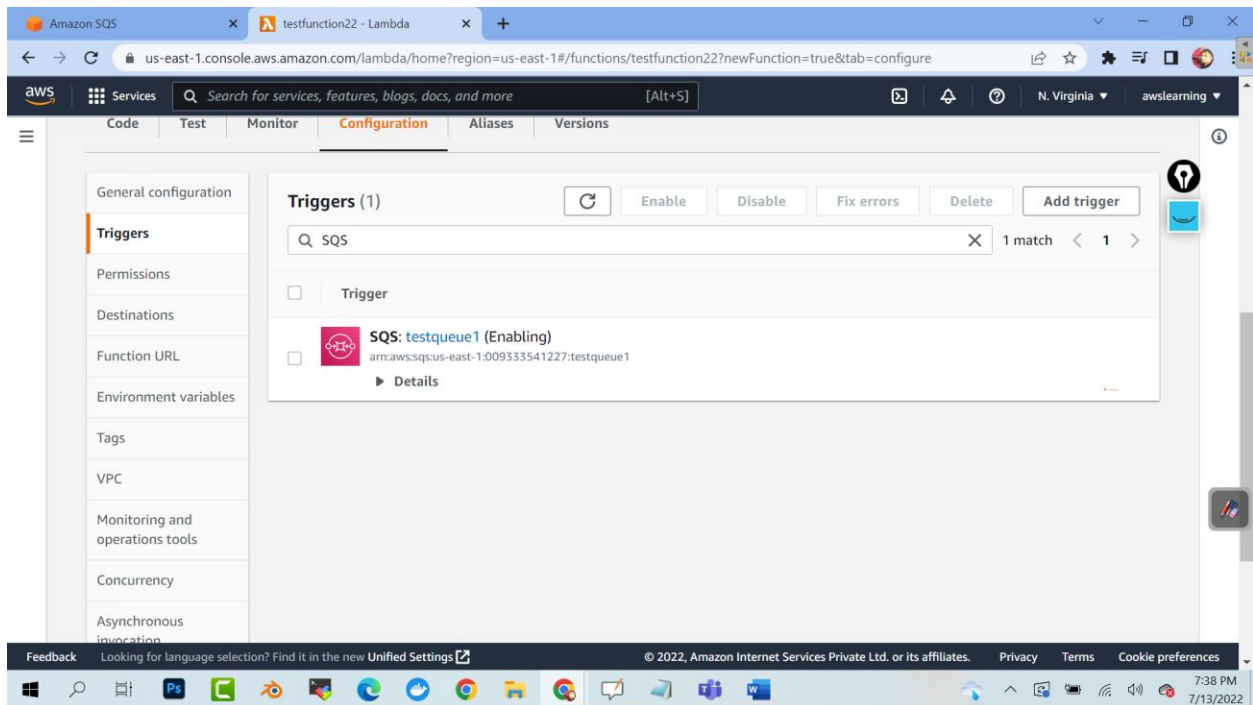 Amazon SQS
testfunction22 - Lambda
us-east-1.console.aws.amazon.com/lambda/home?region=us-east-1#/functions/testfunction22?newFunction=true&tab=configure
aws
Services
Search for services, features, blogs, docs, and more
[Alt+S]
N. Virginia
awslearning
Code
Test
Monitor
Configuration
Aliases
Versions
General configuration
Triggers
Permissions
Destinations
Function URL
Environment variables
Tags
VPC
Monitoring and
operations tools
Concurrency
Asynchronous
invocation
Triggers (1)
Enable
Disable
Fix errors
Delete
Add trigger
SQS
1 match
1
Trigger
SQS: testqueue1 (Enabling)
arn:aws:sqs:us-east-1:009333541227:testqueue1
Details
Feedback
Looking for language selection? Find it in the new Unified Settings
© 2022, Amazon Internet Services Private Ltd. or its affiliates.
Privacy
Terms
Cookie preferences
Ps
7:38 PM
7/13/2022